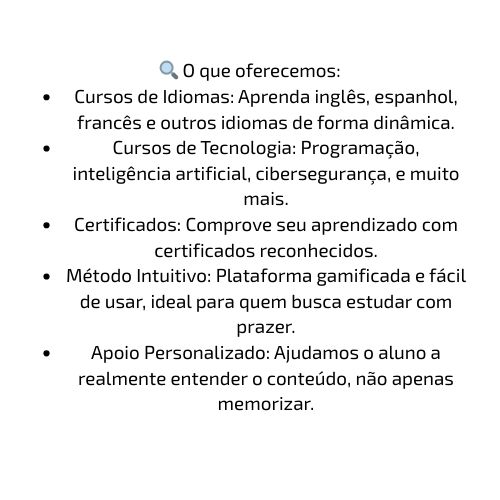 🔍 O que oferecemos:
• Cursos de Idiomas: Aprenda inglês, espanhol,
francês e outros idiomas de forma dinâmica.
• Cursos de Tecnologia: Programação,
inteligência artificial, cibersegurança, e muito
mais.
• Certificados: Comprove seu aprendizado com
certificados reconhecidos.
• Método Intuitivo: Plataforma gamificada e fácil
de usar, ideal para quem busca estudar com
prazer.
• Apoio Personalizado: Ajudamos o aluno a
realmente entender o conteúdo, não apenas
memorizar.